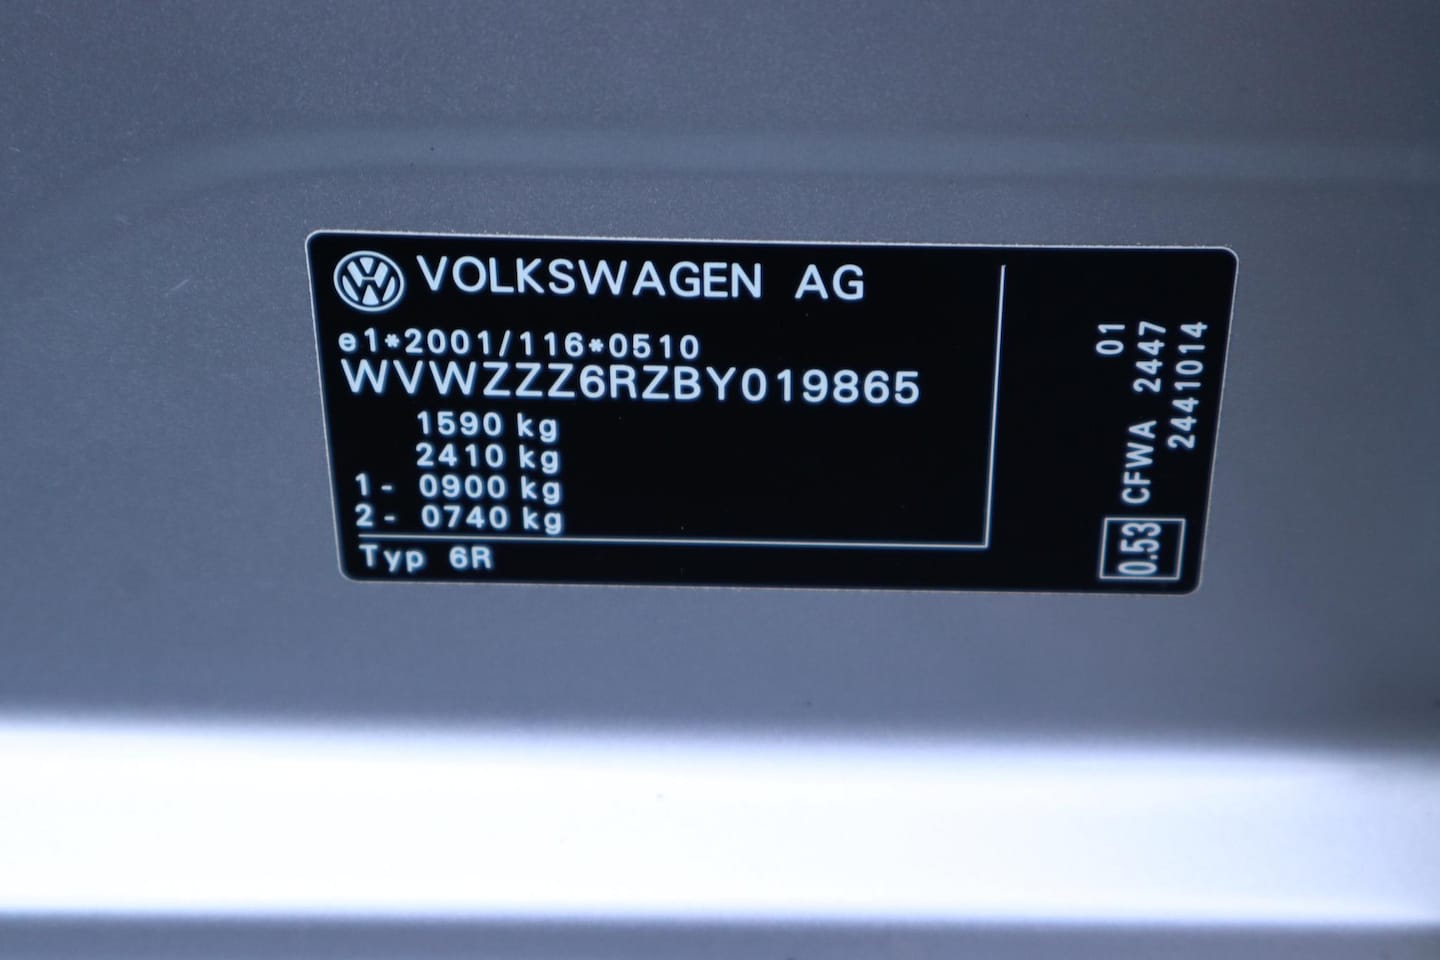 VOLKSWAGEN AG
e1*2001/116*0510
WVWZZZ6RZBY019865
1590 kg
2410 kg
1- 0900 kg
2- 0740 kg
Typ 6R
01
CFWA 2447
2441014
0.53